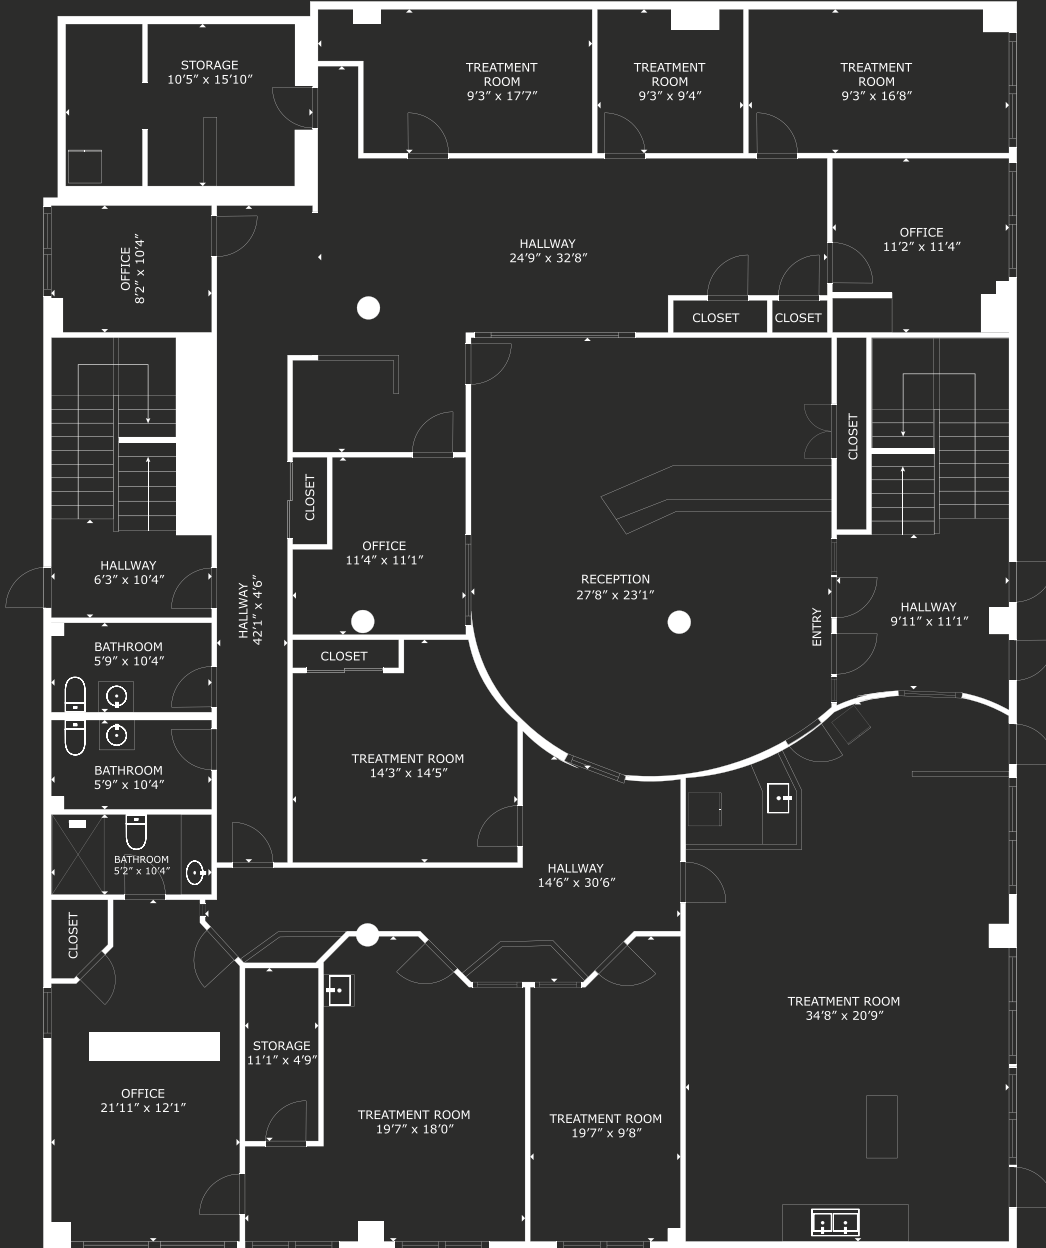 STORAGE
10'5" x 15'10"
TREATMENT
ROOM
9'3" x 17'7"
TREATMENT
ROOM
9'3" x 9'4"
TREATMENT
ROOM
9'3" x 16'8"
OFFICE
8'2" x 10'4"
HALLWAY
24'9" x 32'8"
OFFICE
11'2" x 11'4"
CLOSET
CLOSET
CLOSET
CLOSET
OFFICE
11'4" x 11'1"
HALLWAY
6'3" x 10'4"
RECEPTION
27'8" x 23'1"
HALLWAY
42'1" x 4'6"
ENTRY
HALLWAY
9'11" x 11'1"
BATHROOM
5'9" x 10'4"
CLOSET
TREATMENT ROOM
14'3" x 14'5"
BATHROOM
5'9" x 10'4"
BATHROOM
5'2" x 10'4"
HALLWAY
14'6" x 30'6"
CLOSET
TREATMENT ROOM
34'8" x 20'9"
STORAGE
11'1" x 4'9"
OFFICE
21'11" x 12'1"
TREATMENT ROOM
19'7" x 18'0"
TREATMENT ROOM
19'7" x 9'8"